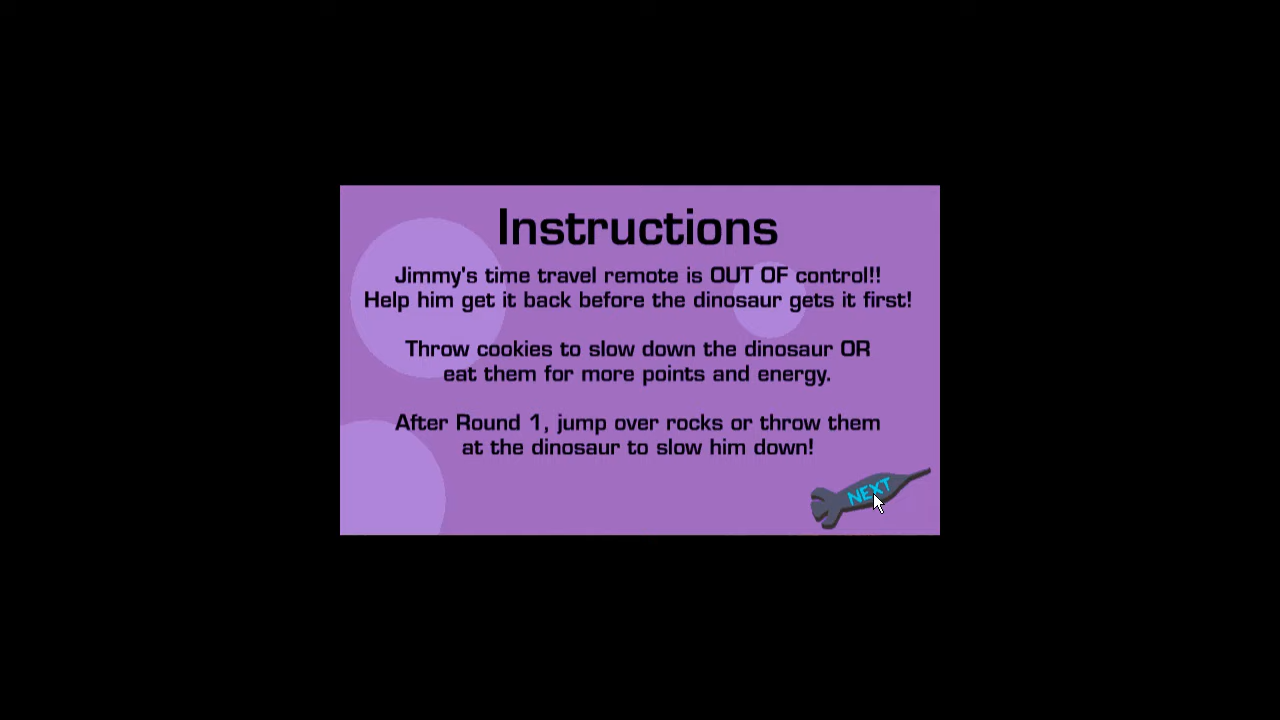 Instructions
Jimmy's time travel remote is OUT OF control!!
Help him get it back before the dinosaur gets it first!
Throw cookies to slow down the dinosaur OR
eat them for more points and energy.
After Round 1, jump over rocks or throw them
at the dinosaur to slow him down!
NEXT